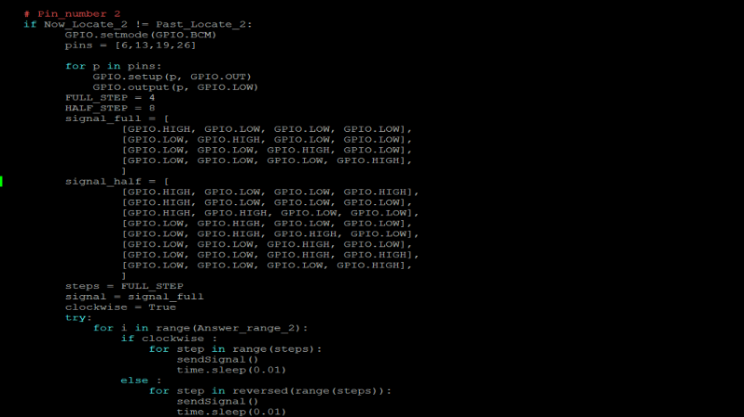 # Pin_number 2
if Now_Locate_2 != Past_Locate_2:
GPIO.setmode(GPIO.BCM)
pins = [6,13,19,26]
for p in pins:
GPIO.setup(p, GPIO.OUT)
GPIO.output(p, GPIO.LOW)
FULL_STEP = 4
HALF_STEP = 8
signal_full = [
[GPIO.HIGH, GPIO.LOW, GPIO.LOW, GPIO.LOW],
[GPIO.LOW, GPIO.HIGH, GPIO.LOW, GPIO.LOW],
[GPIO.LOW, GPIO.LOW, GPIO.HIGH, GPIO.LOW],
[GPIO.LOW, GPIO.LOW, GPIO.LOW, GPIO.HIGH],
]
signal_half = [
[GPIO.HIGH, GPIO.LOW, GPIO.LOW, GPIO.HIGH],
[GPIO.HIGH, GPIO.LOW, GPIO.LOW, GPIO.LOW],
[GPIO.HIGH, GPIO.HIGH, GPIO.LOW, GPIO.LOW],
[GPIO.LOW, GPIO.HIGH, GPIO.LOW, GPIO.LOW],
[GPIO.LOW, GPIO.HIGH, GPIO.HIGH, GPIO.LOW],
[GPIO.LOW, GPIO.LOW, GPIO.HIGH, GPIO.LOW],
[GPIO.LOW, GPIO.LOW, GPIO.HIGH, GPIO.HIGH],
[GPIO.LOW, GPIO.LOW, GPIO.LOW, GPIO.HIGH],
]
steps = FULL_STEP
signal = signal_full
clockwise = True
try:
for i in range(Answer_range_2):
if clockwise :
for step in range(steps):
sendSignal()
time.sleep(0.01)
else :
for step in reversed(range(steps)):
sendSignal()
time.sleep(0.01)